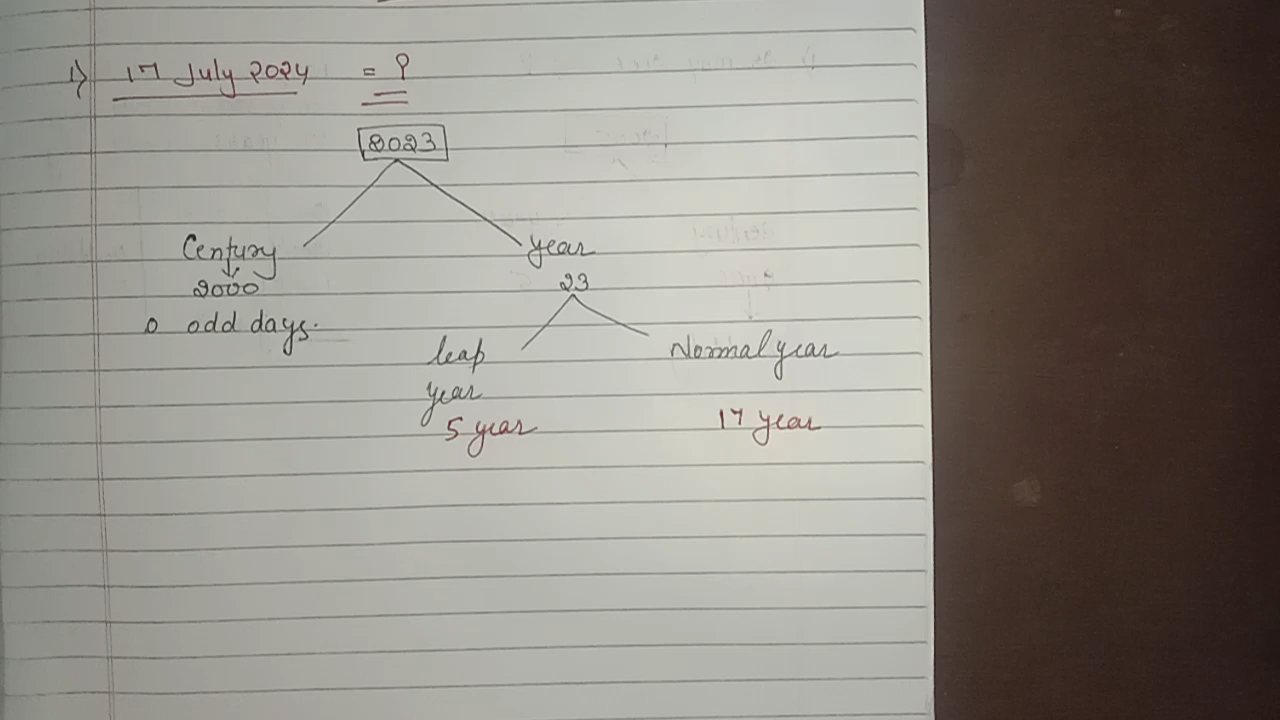 1) 17 July 2024 = ?
2023
Century year
2000 23
0 odd days.
leap Normal year
year
5 year 17 year